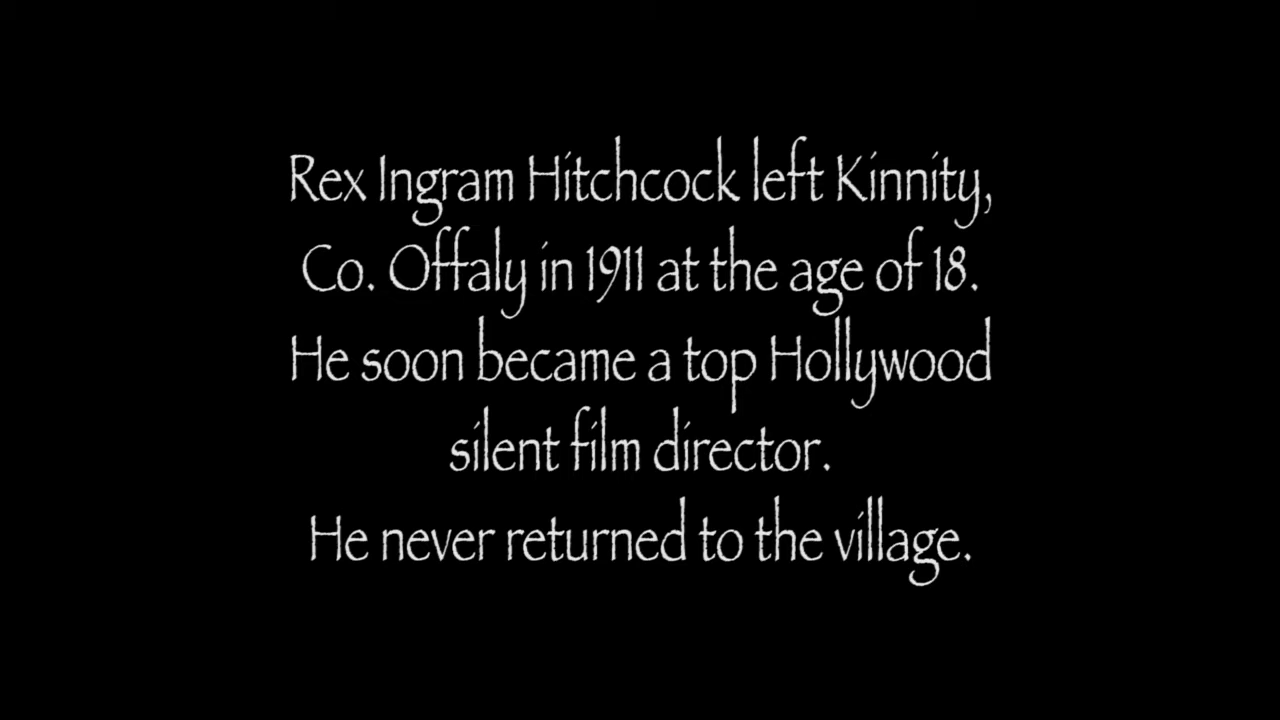 Rex Ingram Hitchcock left Kinnity,
Co. Offaly in 1911 at the age of 18.
He soon became a top Hollywood
silent film director.
He never returned to the village.